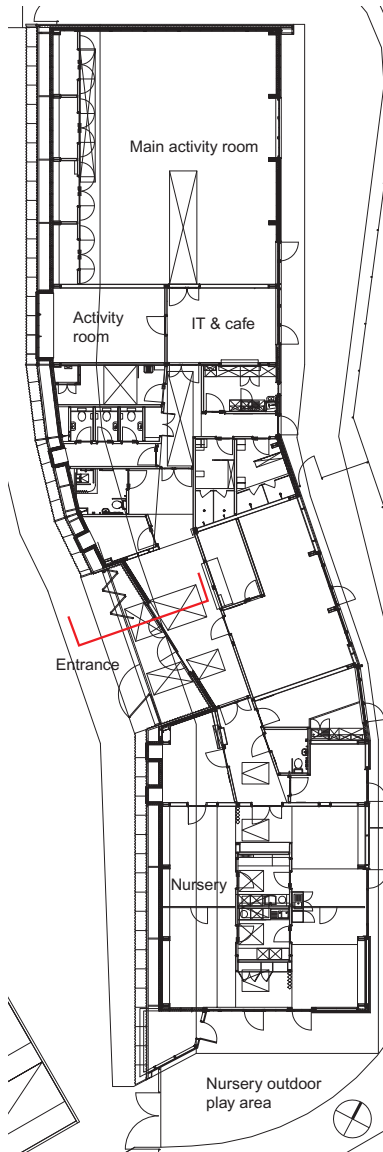 Main activity room
Activity
room
IT & cafe
Entrance
Nursery
Nursery outdoor
play area